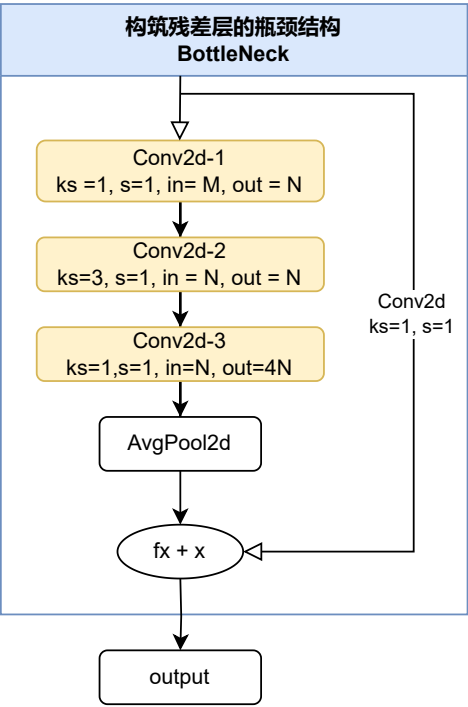 构筑残差层的瓶颈结构
BottleNeck
Conv2d-1
ks =1, s=1, in= M, out = N
Conv2d-2
ks=3, s=1, in = N, out = N
Conv2d
ks=1, s=1
Conv2d-3
ks=1,s=1, in=N, out=4N
AvgPool2d
fx + x
output